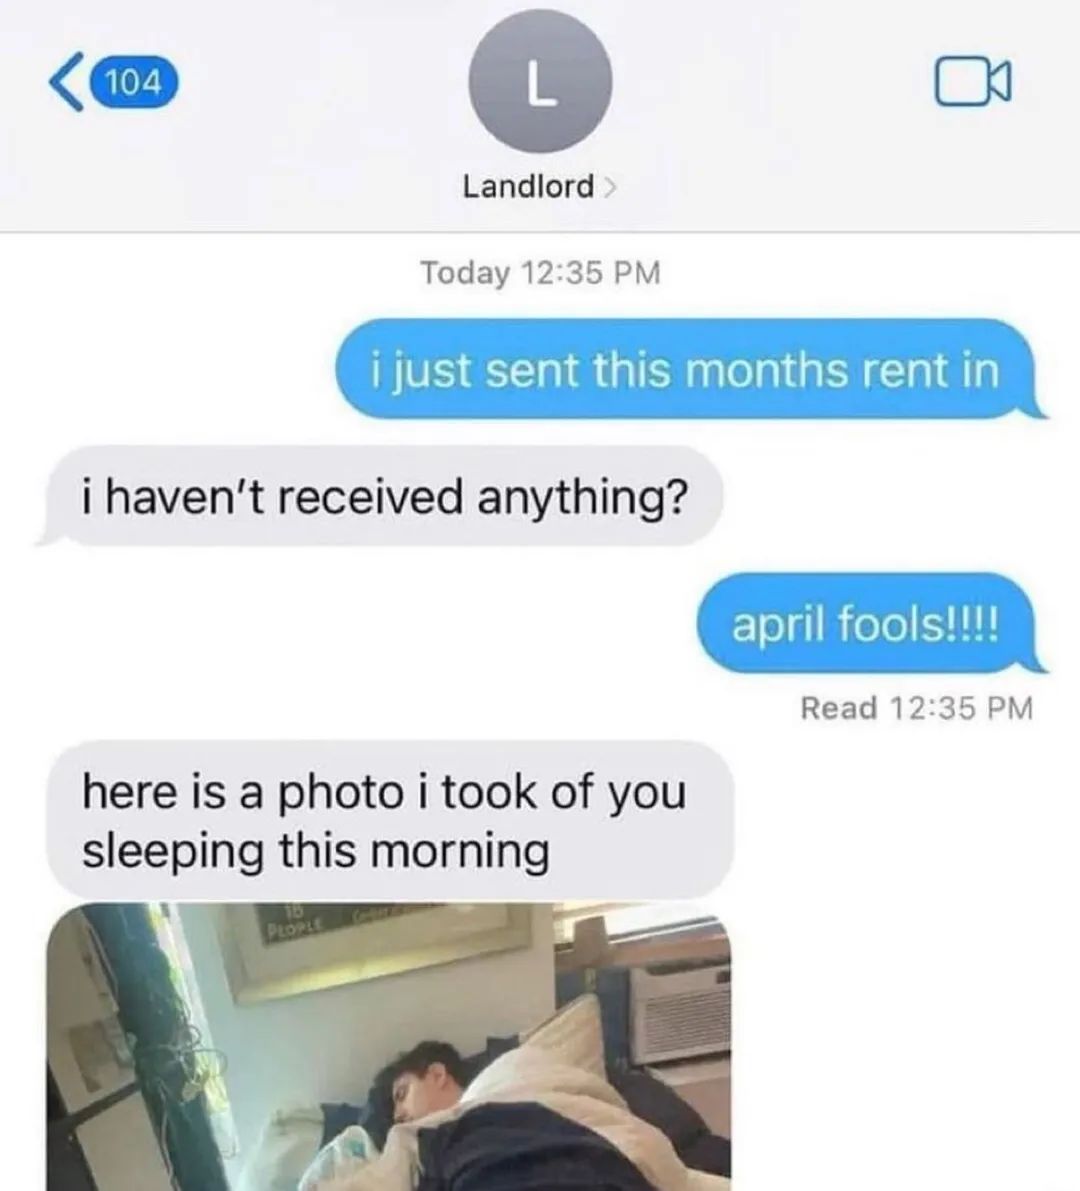 104
L
Landlord
Today 12:35 PM
i just sent this months rent in
i haven't received anything?
april fools!!!!
Read 12:35 PM
here is a photo i took of you
sleeping this morning
PEOPLE